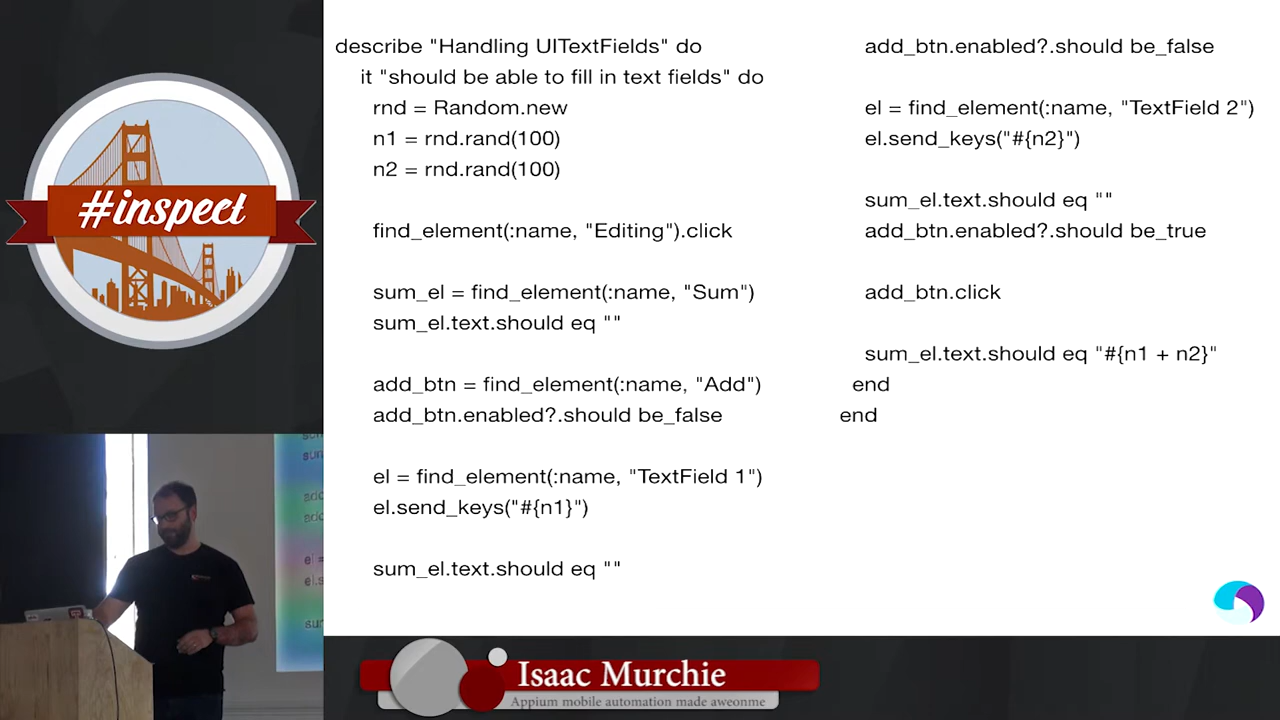 #inspect
describe "Handling UITextFields" do
it "should be able to fill in text fields" do
rnd = Random.new
n1 = rnd.rand(100)
n2 = rnd.rand(100)
find_element(:name, "Editing").click
sum_el = find_element(:name, "Sum")
sum_el.text.should eq ""
add_btn = find_element(:name, "Add")
add_btn.enabled?.should be_false
el = find_element(:name, "TextField 1")
el.send_keys("#{n1}")
sum_el.text.should eq ""
add_btn.enabled?.should be_false
el = find_element(:name, "TextField 2")
el.send_keys("#{n2}")
sum_el.text.should eq ""
add_btn.enabled?.should be_true
add_btn.click
sum_el.text.should eq "#{n1 + n2}"
end
end
Isaac Murchie
Appium mobile automation made aweonme